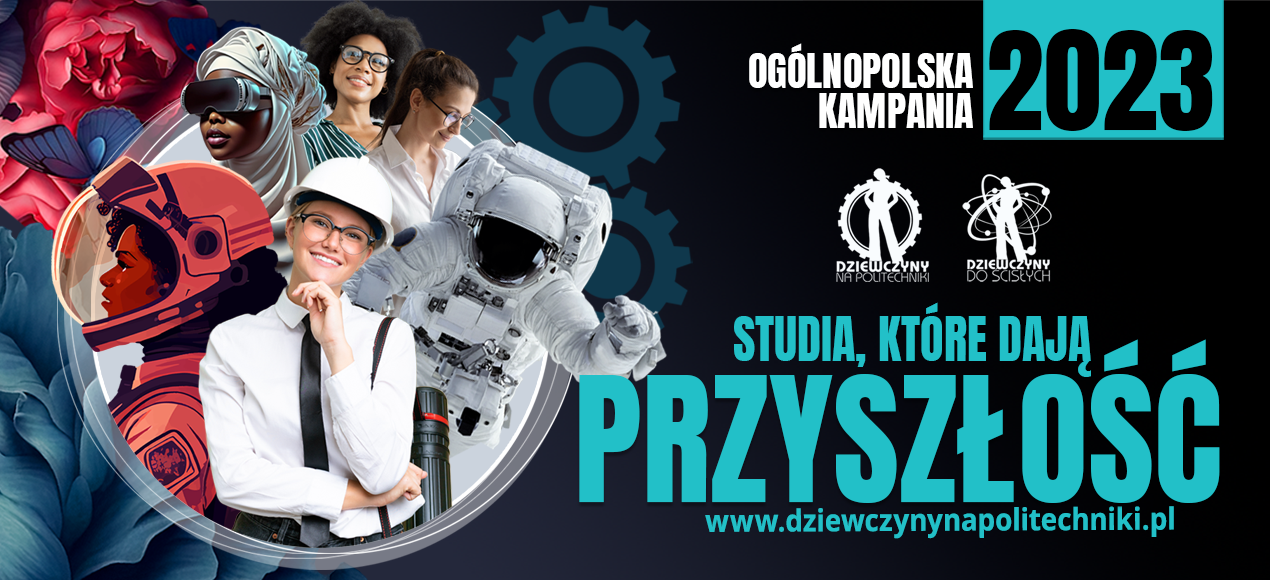 OGÓLNOPOLSKA
KAMPANIA
2023
DZIEWCZYNY
NA POLITECHNIKI
DZIEWCZYNY
DO ŚCISŁYCH
STUDIA, KTÓRE DAJĄ
PRZYSZŁOŚĆ
www.dziewczynynapolitechniki.pl